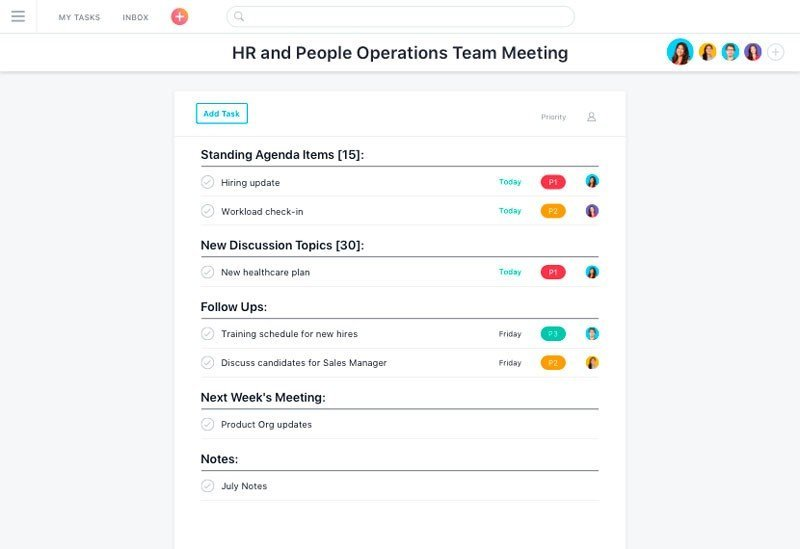 MY TASKS INBOX
HR and People Operations Team Meeting
Add Task Priority
Standing Agenda Items [15]:
Hiring update Today P1
Workload check-in Today P2
New Discussion Topics [30]:
New healthcare plan Today P1
Follow Ups:
Training schedule for new hires Friday P3
Discuss candidates for Sales Manager Friday P2
Next Week's Meeting:
Product Org updates
Notes:
July Notes